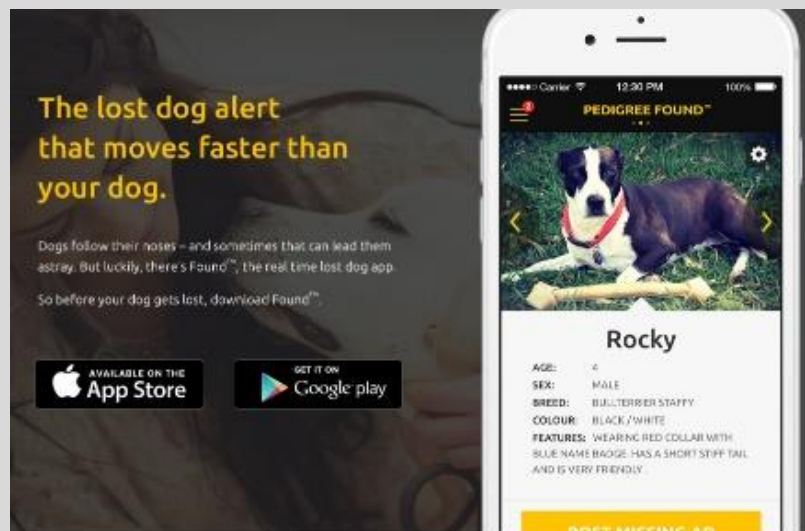 The lost dog alert
that moves faster than
your dog.
Dogs follow their noses – and sometimes that can lead them
astray. But luckily, there's Found™, the real time lost dog app.
So before your dog gets lost, download Found™.
AVAILABLE ON THE
App Store
GET IT ON
Google play
Carrier 12:30 PM 100%
3
PEDIGREE FOUND™
Rocky
AGE: 4
SEX: MALE
BREED: BULLTERRIER STAFFY
COLOUR: BLACK / WHITE
FEATURES: WEARING RED COLLAR WITH
BLUE NAME BADGE. HAS A SHORT STIFF TAIL
AND IS VERY FRIENDLY.
POST MISSING AD